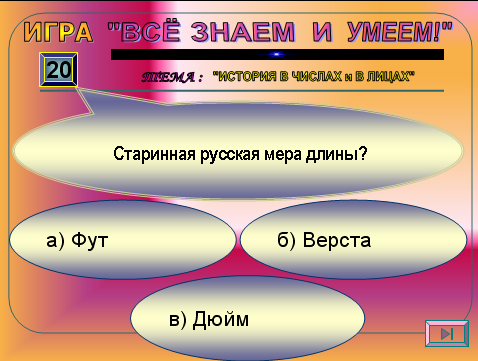 ИГРА "ВСЁ ЗНАЕМ И УМЕЕМ!"
20
ТЕМА : "ИСТОРИЯ В ЧИСЛАХ и В ЛИЦАХ"
Старинная русская мера длины?
а) Фут
б) Верста
в) Дюйм